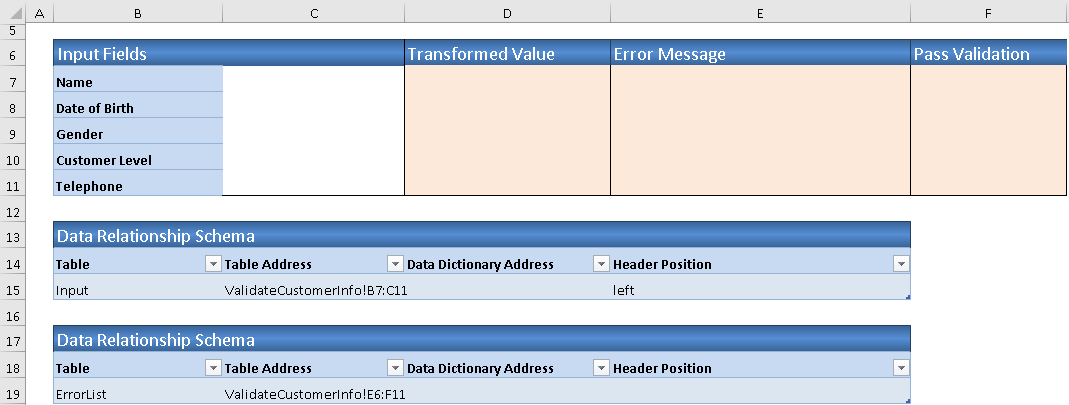 A B C D E F
5
6 Input Fields Transformed Value Error Message Pass Validation
7 Name
8 Date of Birth
9 Gender
10 Customer Level
11 Telephone
12
13 Data Relationship Schema
14 Table Table Address Data Dictionary Address Header Position
15 Input ValidateCustomerInfo!B7:C11 left
16
17 Data Relationship Schema
18 Table Table Address Data Dictionary Address Header Position
19 ErrorList ValidateCustomerInfo!E6:F11